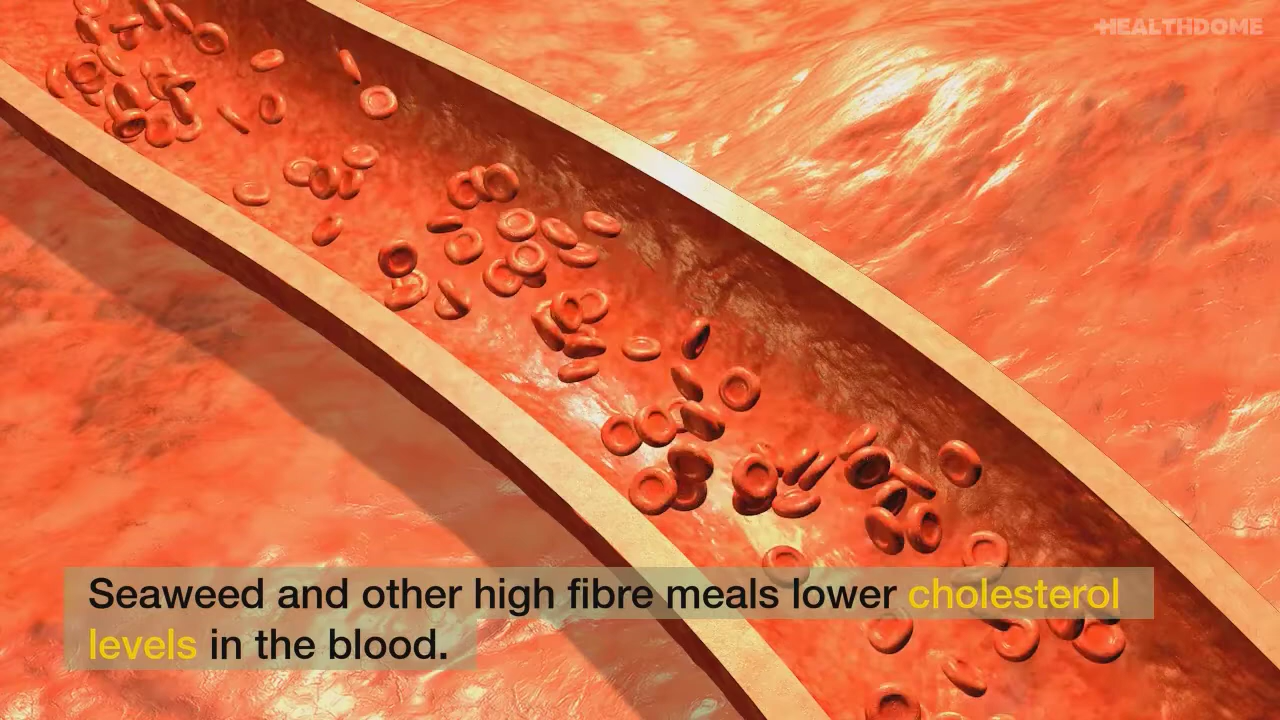 HEALTHDOME
Seaweed and other high fibre meals lower cholesterol
levels in the blood.